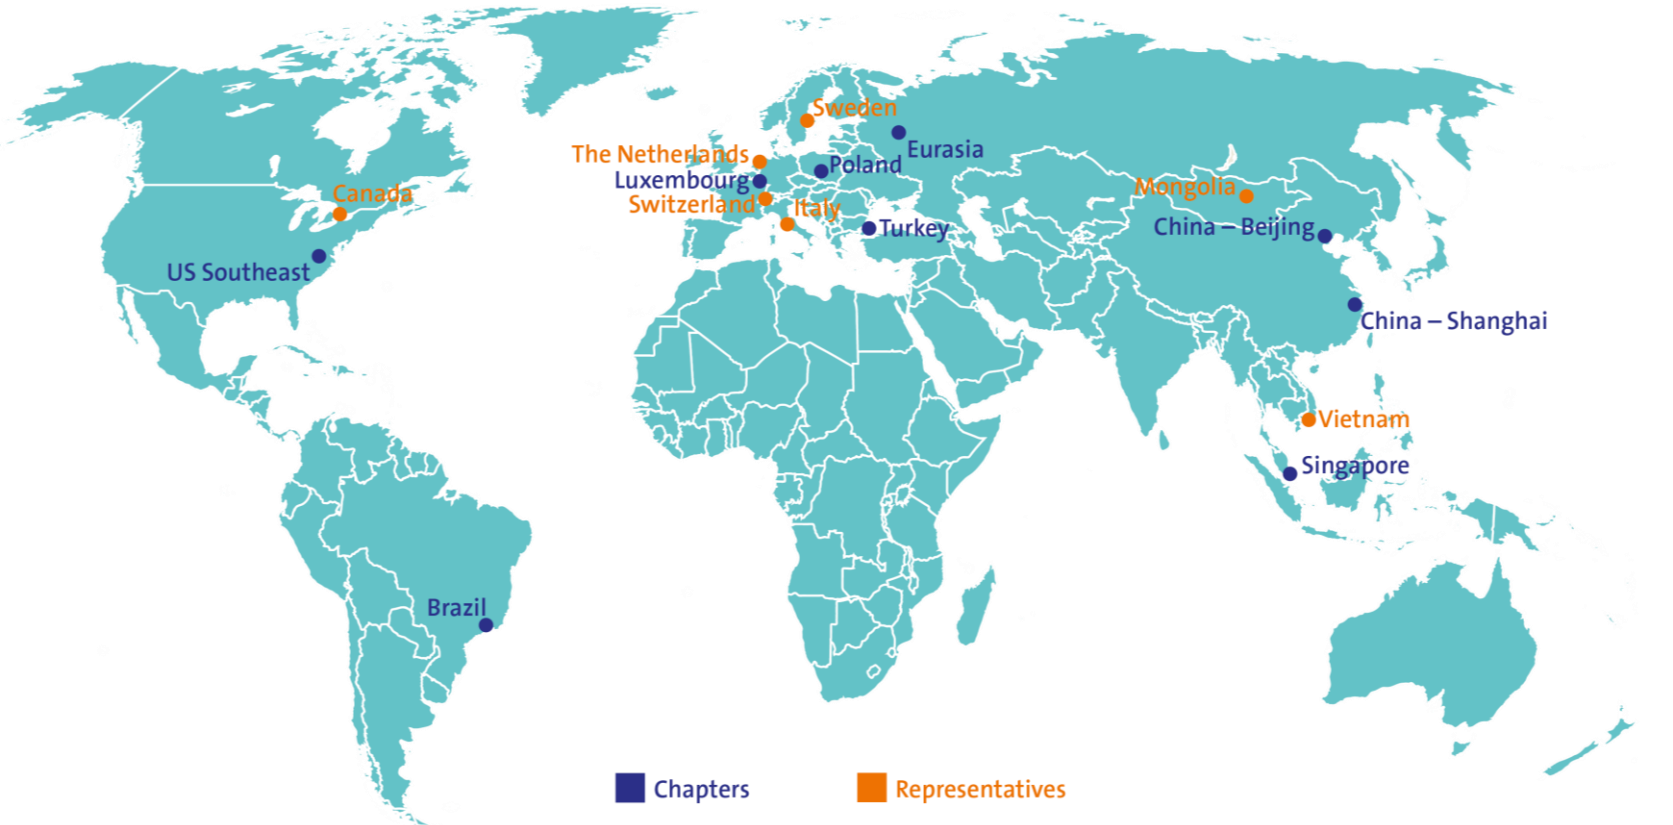 Sweden
Eurasia
The Netherlands
Poland
Luxembourg
Switzerland
Italy
Canada
Mongolia
China – Beijing
Turkey
US Southeast
China – Shanghai
Vietnam
Singapore
Brazil
Chapters
Representatives